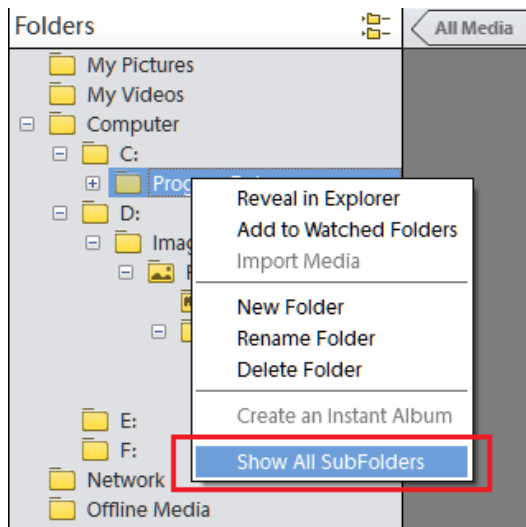 Folders
All Media
My Pictures
My Videos
Computer
C:
Reveal in Explorer
Add to Watched Folders
Import Media
New Folder
Rename Folder
Delete Folder
Create an Instant Album
Show All SubFolders
D:
E:
F:
Network
Offline Media